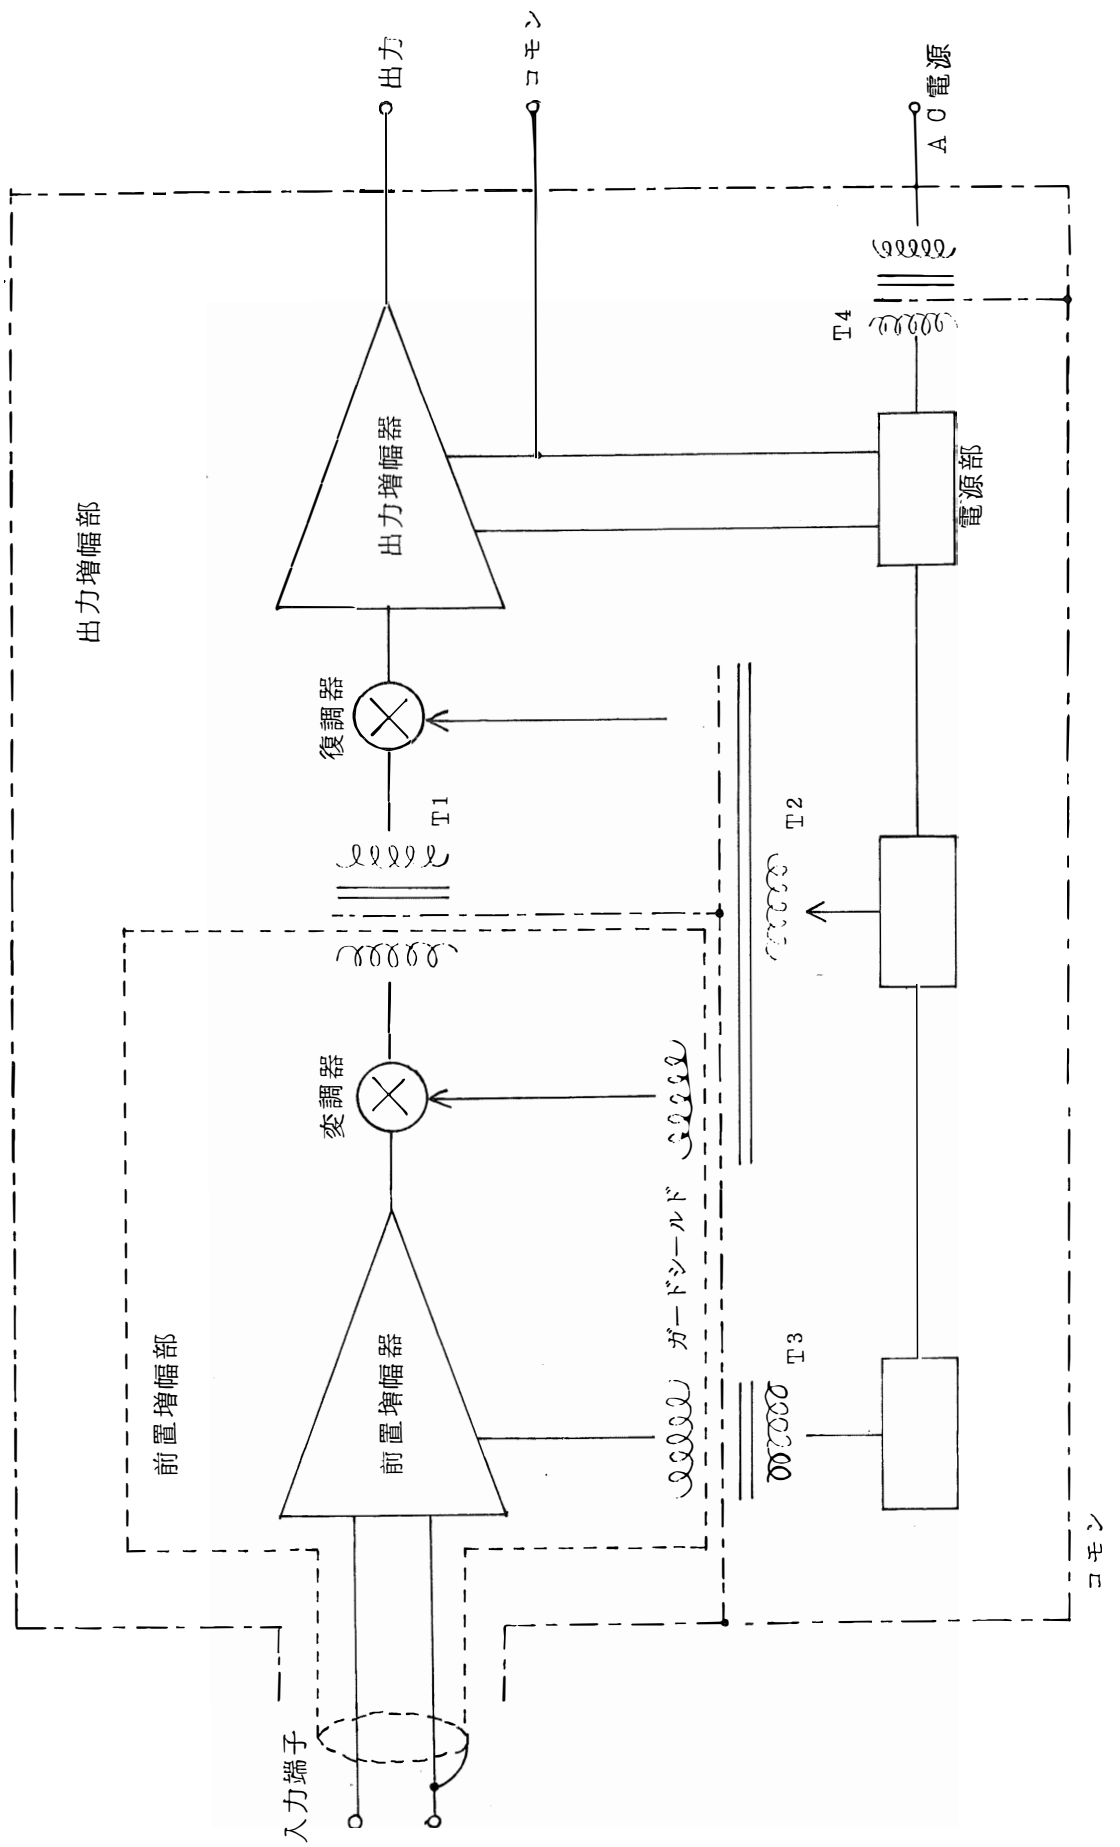 出力増幅部
前置増幅部
入力端子
前置増幅器
変調器
T1
復調器
出力増幅器
出力
コモン
ガードシールド
T3
T2
T4
AC電源
電源部
コモン